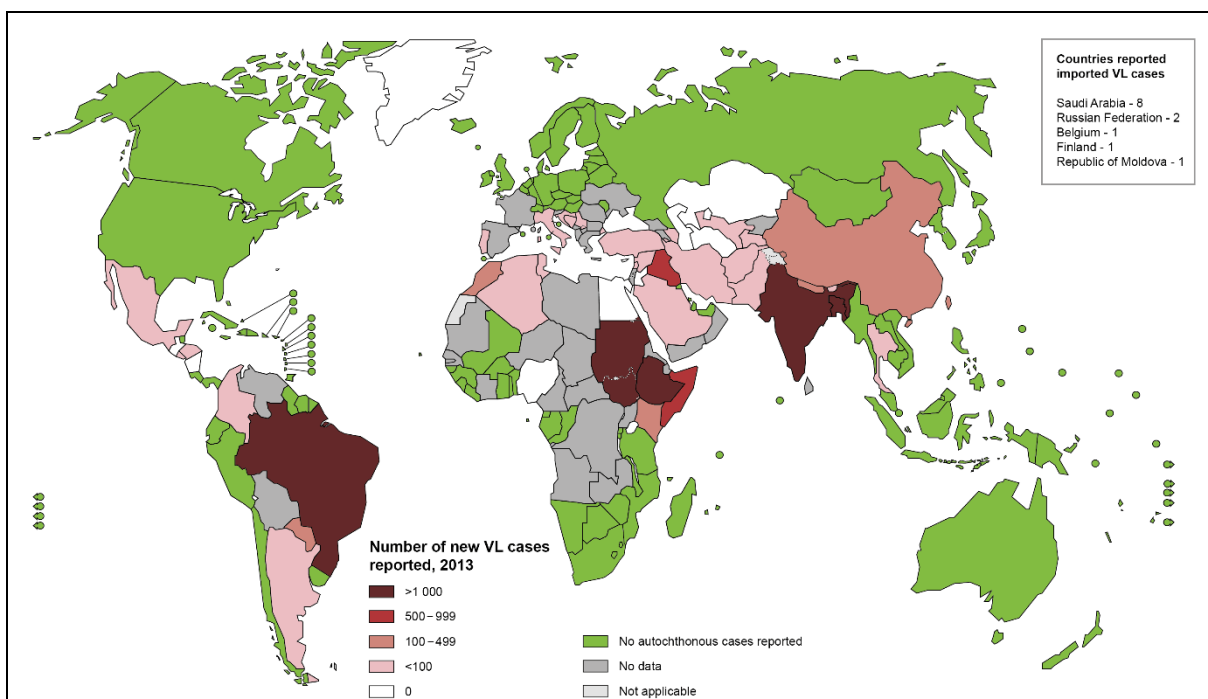 Countries reported
imported VL cases
Saudi Arabia - 8
Russian Federation - 2
Belgium - 1
Finland - 1
Republic of Moldova - 1
Number of new VL cases
reported, 2013
>1 000
500–999
100–499
<100
0
No autochthonous cases reported
No data
Not applicable